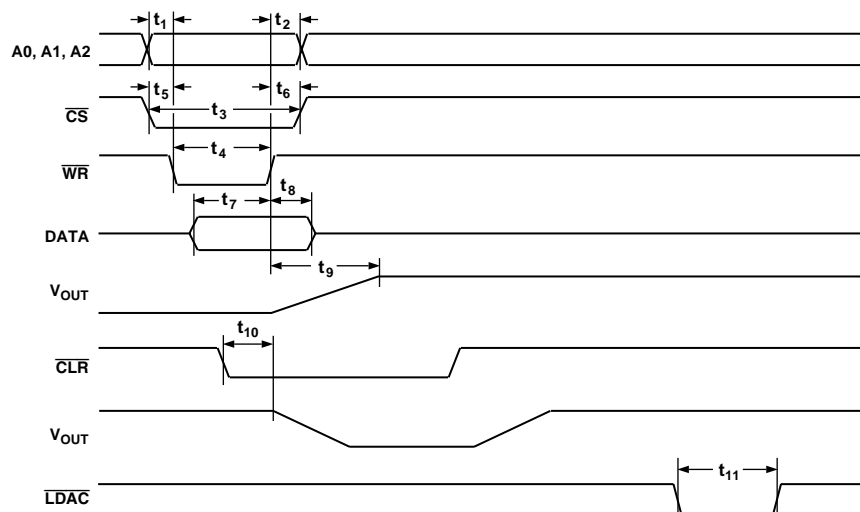 t1 t2
A0, A1, A2
t5 t6
t3
CS
t4
WR
t7 t8
DATA
t9
VOUT
t10
CLR
VOUT
t11
LDAC